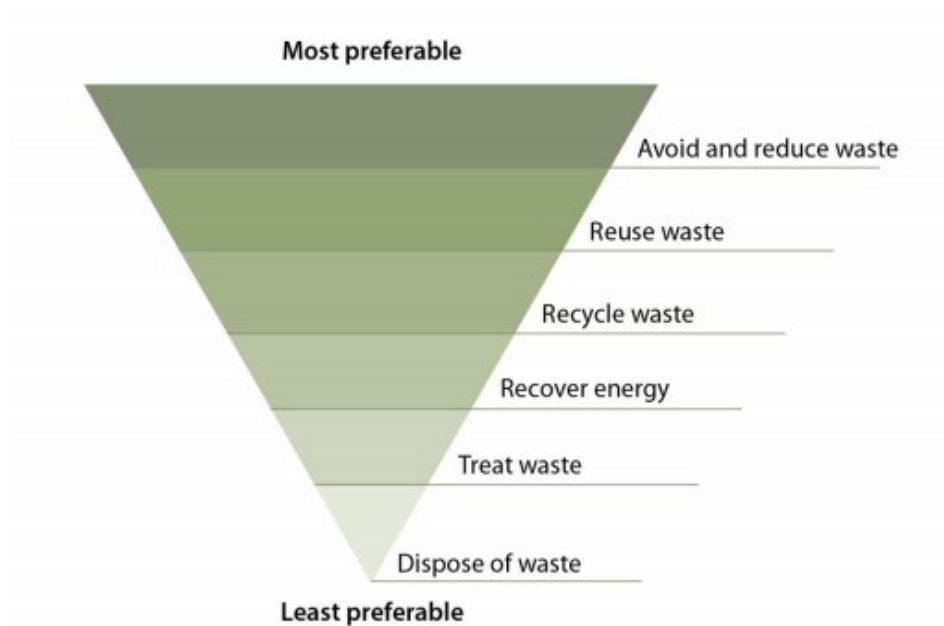 Most preferable
Avoid and reduce waste
Reuse waste
Recycle waste
Recover energy
Treat waste
Dispose of waste
Least preferable